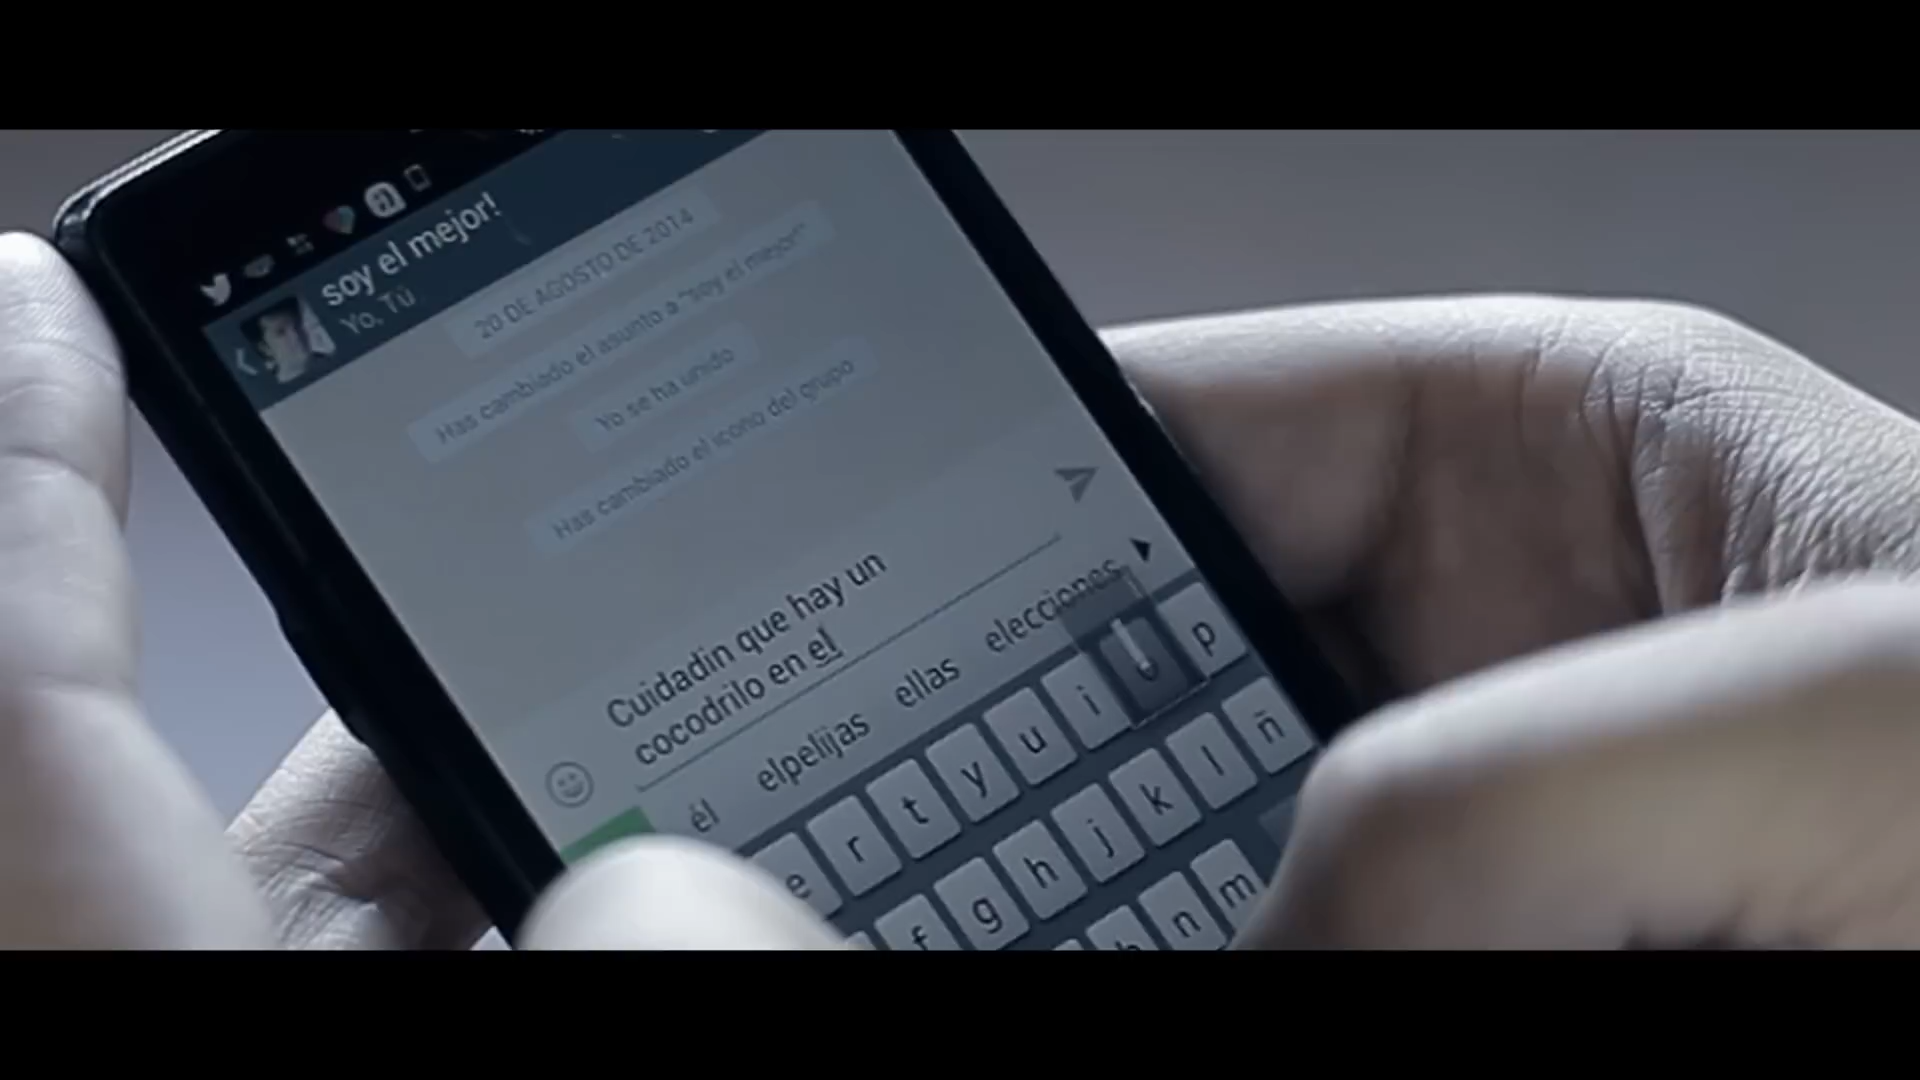 soy el mejor!
Yo, Tú
20 DE AGOSTO DE 2014
Has cambiado el asunto a "soy el mejor!"
Yo se ha unido
Has cambiado el icono del grupo
Cuidadin que hay un
cocodrilo en el
él elpelijas ellas elecciones
e r t y u i p
f g h j k l ñ
n m